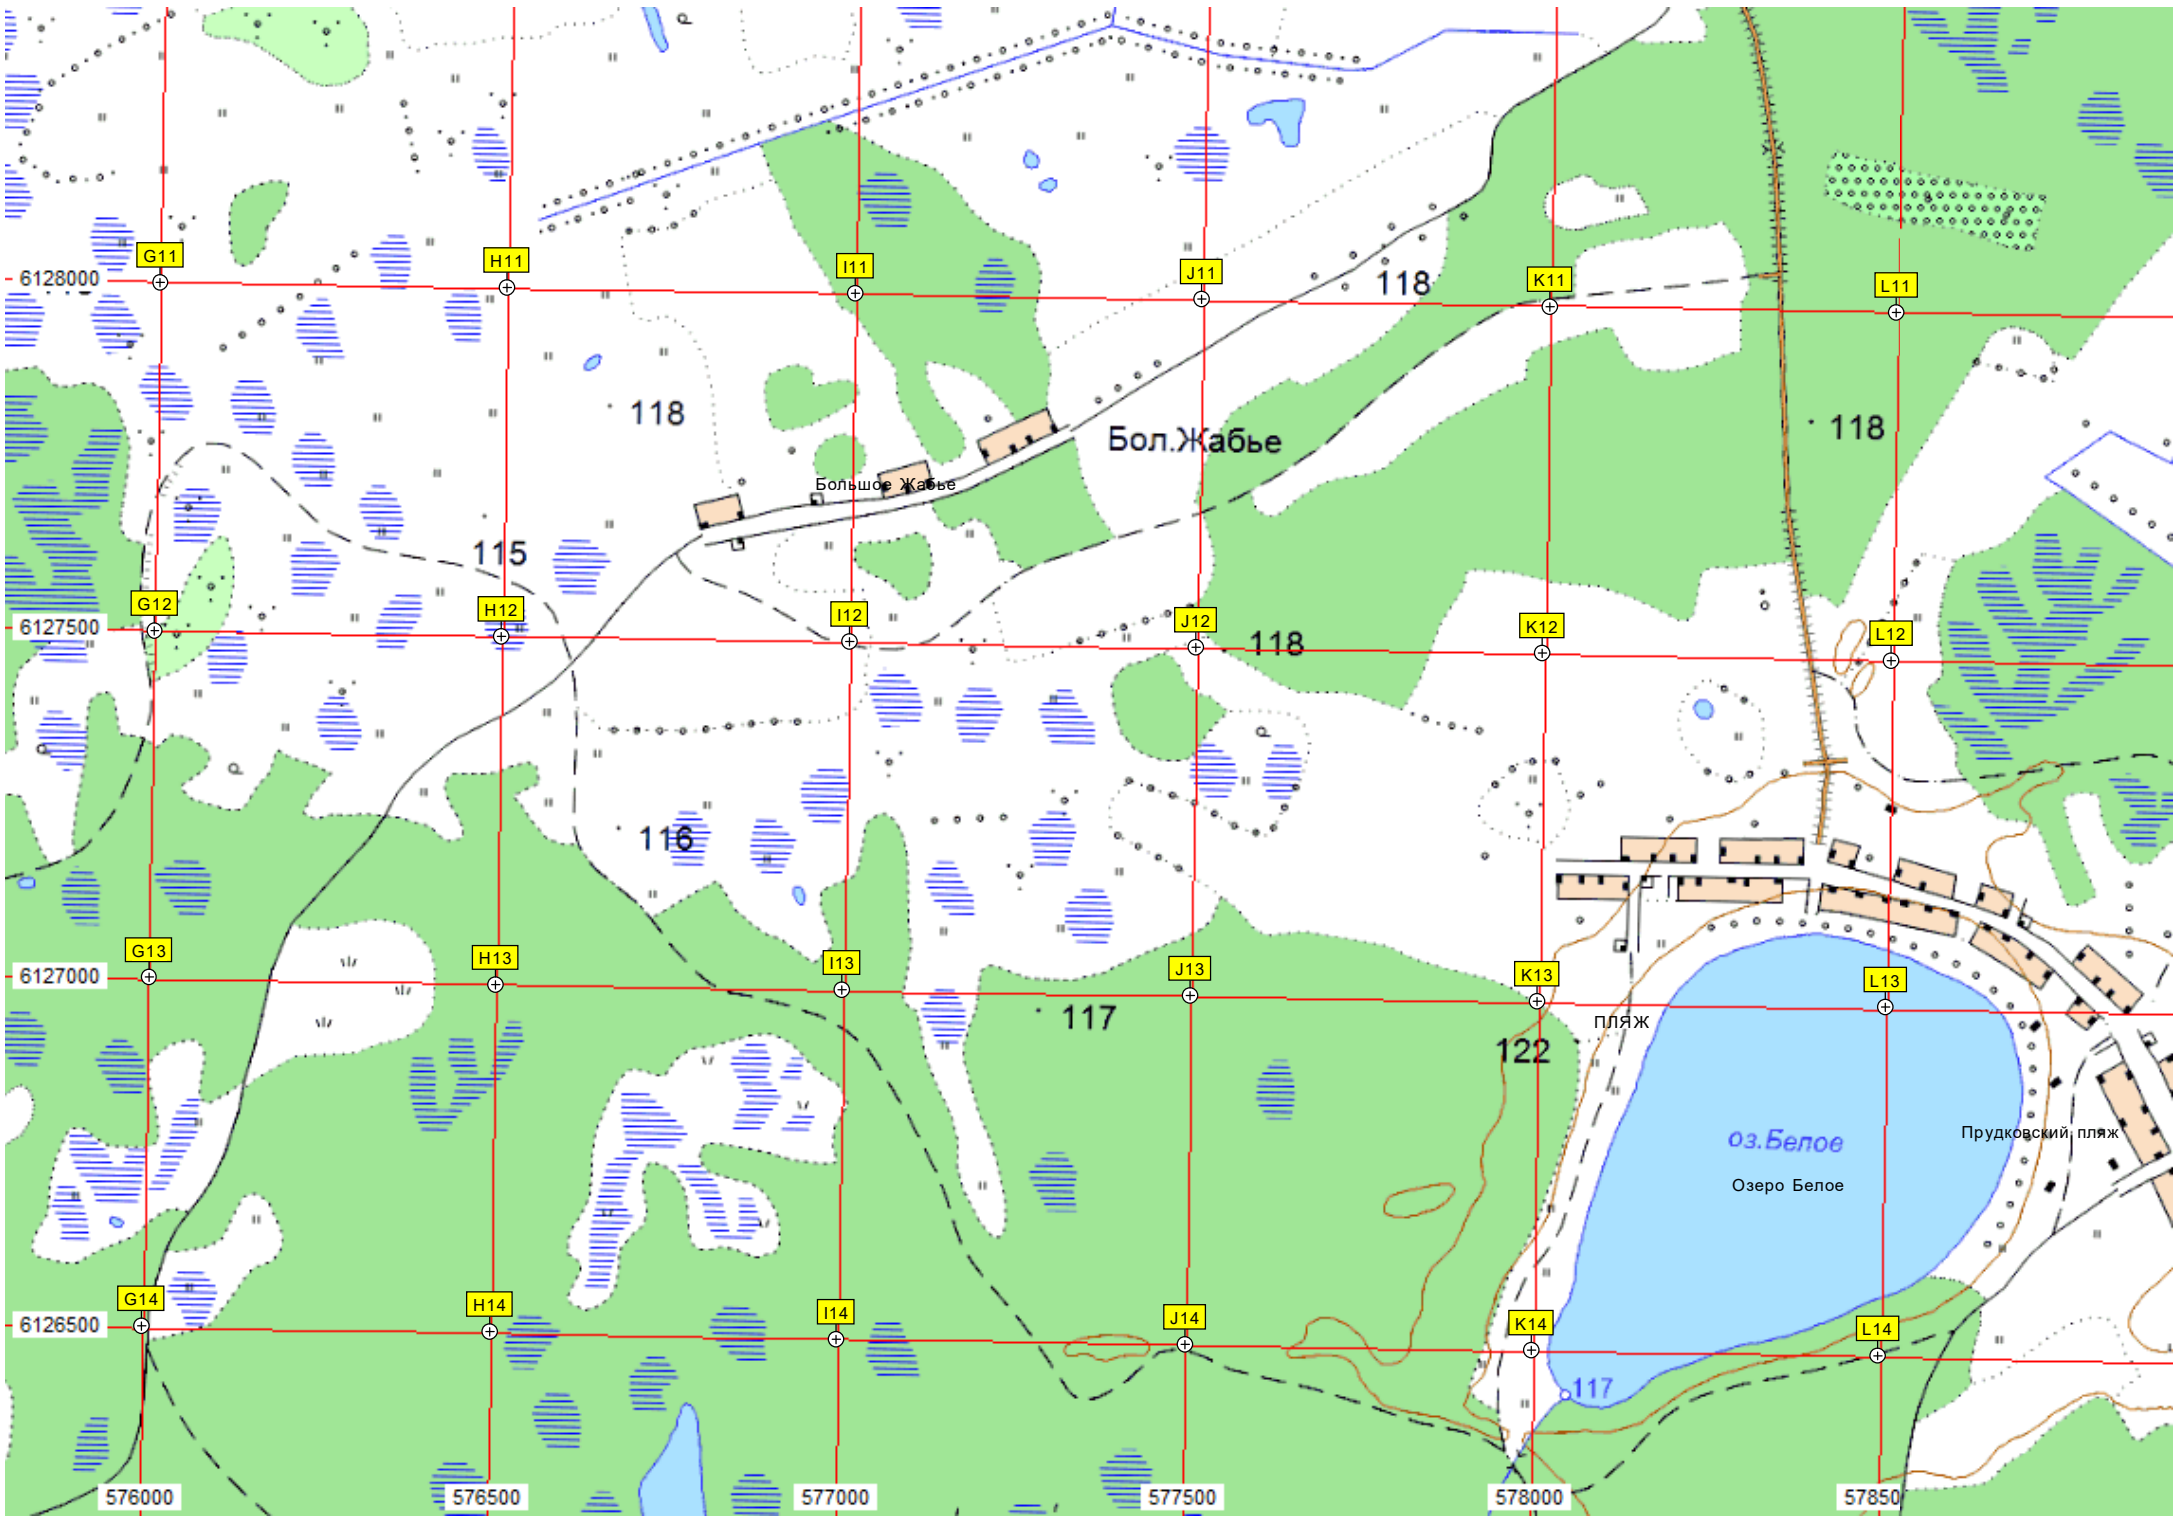 G11
H11
I11
J11
K11
L11
6128000
118
118
Бол.Жабье
118
Большое Жабье
115
G12
H12
I12
J12
K12
L12
6127500
118
116
G13
H13
I13
J13
K13
L13
6127000
117
ПЛЯЖ
122
оз.Белое
Прудковский пляж
Озеро Белое
G14
H14
I14
J14
K14
L14
6126500
117
576000
576500
577000
577500
578000
57850